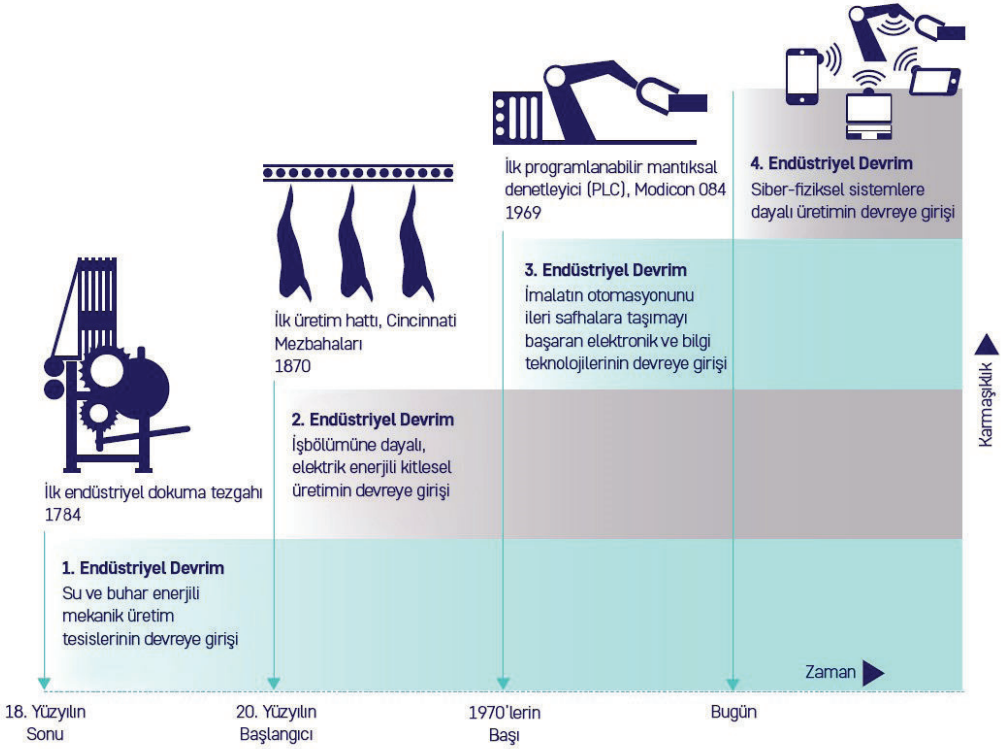 İlk endüstriyel dokuma tezgahı
1784
1. Endüstriyel Devrim
Su ve buhar enerjili
mekanik üretim
tesislerinin devreye girişi
İlk üretim hattı, Cincinnati
Mezbahaları
1870
2. Endüstriyel Devrim
İşbölümüne dayalı,
elektrik enerjili kitlesel
üretimin devreye girişi
İlk programlanabilir mantıksal
denetleyici (PLC), Modicon 084
1969
3. Endüstriyel Devrim
İmalatın otomasyonunu
ileri safhalara taşımayı
başaran elektronik ve bilgi
teknolojilerinin devreye girişi
4. Endüstriyel Devrim
Siber-fiziksel sistemlere
dayalı üretimin devreye girişi
Karmaşıklık
Zaman
18. Yüzyılın
Sonu
20. Yüzyılın
Başlangıcı
1970'lerin
Başı
Bugün